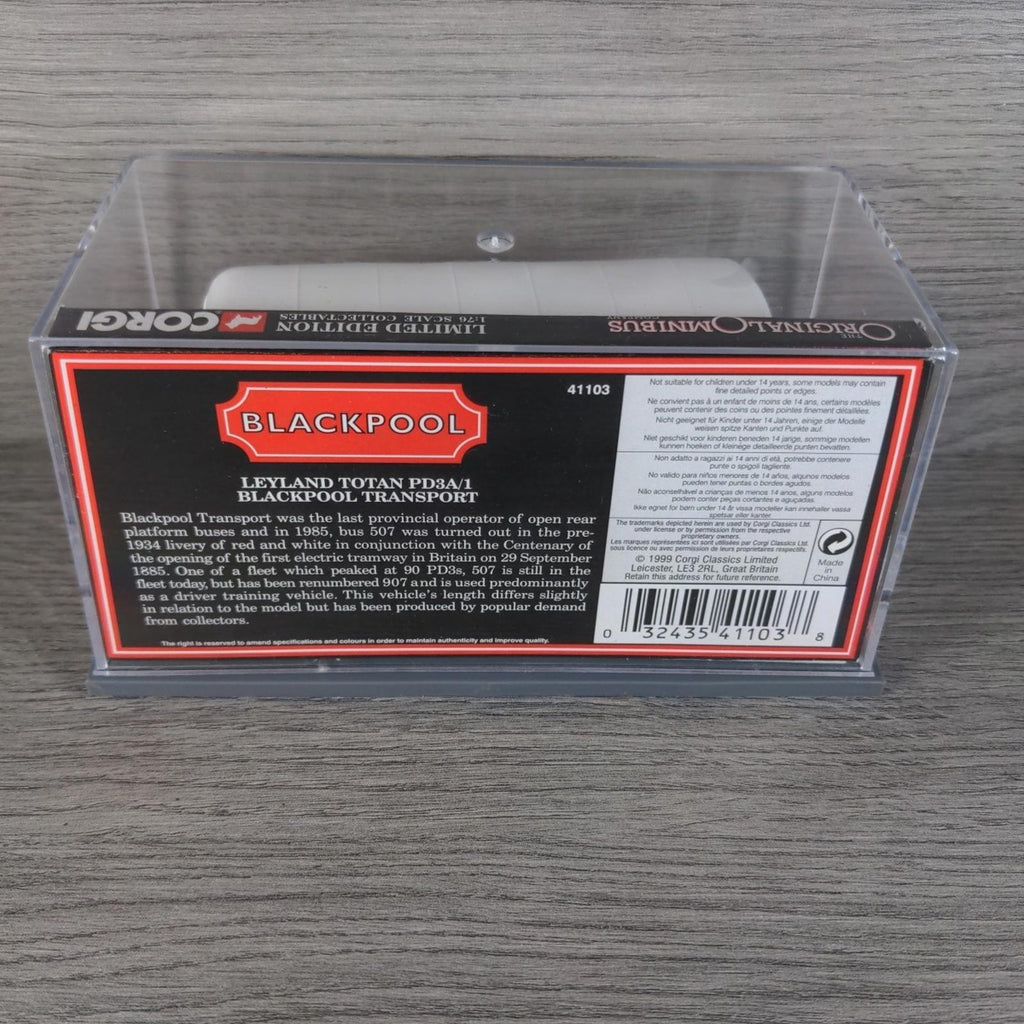 CORGI
LIMITED EDITION
1:76 SCALE COLLECTABLES
THE
ORIGINAL OMNIBUS
COMPANY
BLACKPOOL
41103
LEYLAND TOTAN PD3A/1
BLACKPOOL TRANSPORT
Blackpool Transport was the last provincial operator of open rear
platform buses and in 1985, bus 507 was turned out in the pre-
1934 livery of red and white in conjunction with the Centenary of
the opening of the first electric tramway in Britain on 29 September
1885. One of a fleet which peaked at 90 PD3s, 507 is still in the
fleet today, but has been renumbered 907 and is used predominantly
as a driver training vehicle. This vehicle's length differs slightly
in relation to the model but has been produced by popular demand
from collectors.
The right is reserved to amend specifications and colours in order to maintain authenticity and improve quality.
Not suitable for children under 14 years, some models may contain
fine detailed points or edges.
Ne convient pas à un enfant de moins de 14 ans, certains modèles
peuvent contenir des coins ou des pointes finement détaillées.
Nicht geeignet für Kinder unter 14 Jahren, einige der Modelle
weisen spitze Kanten und Punkte auf.
Niet geschikt voor kinderen beneden 14 jarige, sommige modellen
kunnen hoeken of kleinege detailleerde punten bevatten.
Non adatto a ragazzi ai 14 anni di età, potrebbe contenere
punte o spigoli tagliente.
No valido para niños menores de 14 años, algunos modelos
pueden tener puntas o bordes agudos.
Não aconselhável a crianças de menos 14 anos, alguns modelos
podem conter peças cortantes e aguçadas.
Ikke egnet for børn under 14 år vissa modeller kan innehaller vassa
spetsar eller kanter
The trademarks depicted herein are used by Corgi Classics Ltd.
under license or by permission from the respective
proprietary owners.
Les marques représentées ici sont utilisées par Corgi Classics Ltd.
sous licence ou avec permission de leurs propriétaires respectifs.
© 1999 Corgi Classics Limited
Leicester, LE3 2RL, Great Britain
Retain this address for future reference.
Made
in
China
0 32435 41103 8